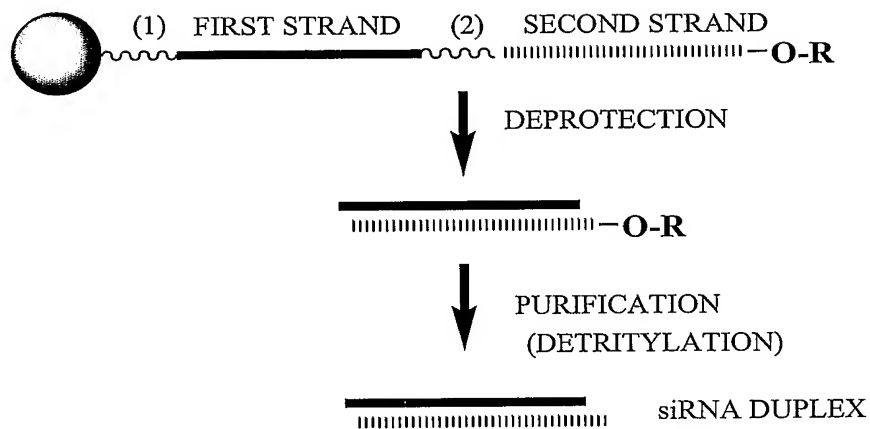 (1) FIRST STRAND (2) SECOND STRAND
O-R
DEPROTECTION
O-R
PURIFICATION
(DETRITYLATION)
siRNA DUPLEX